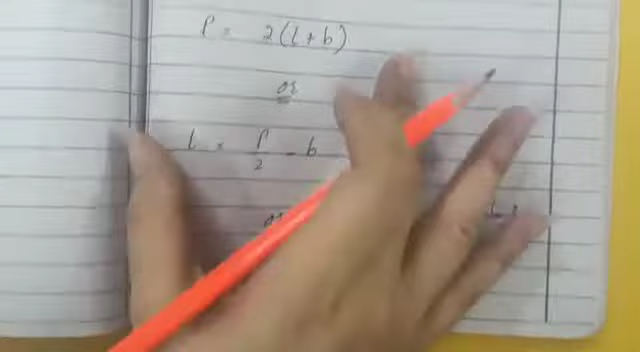 P = 2(l+b)
or
l = P/2 - b
or